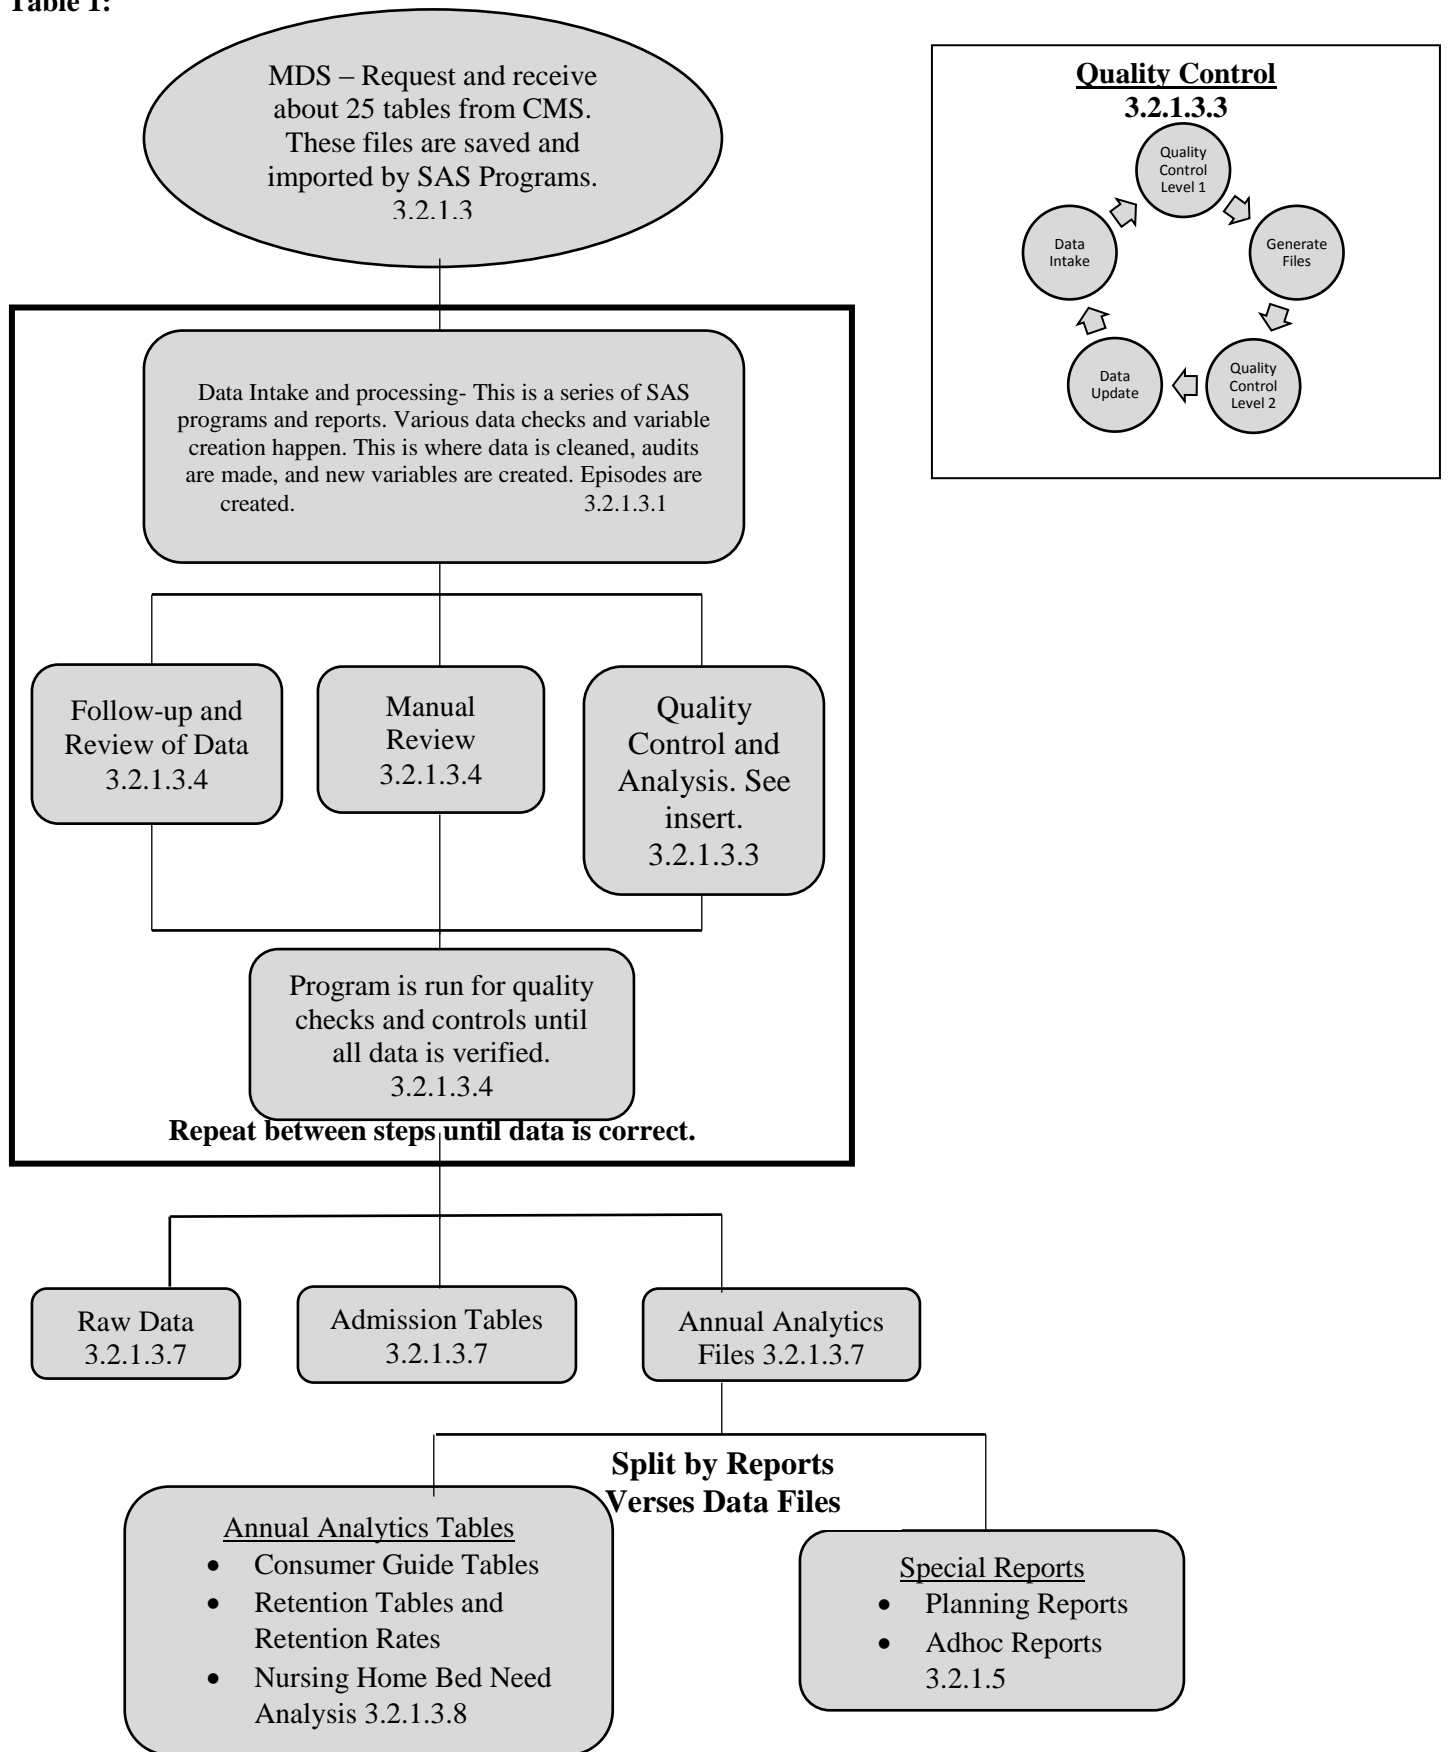 Table 1:
MDS – Request and receive
about 25 tables from CMS.
These files are saved and
imported by SAS Programs.
3.2.1.3
Quality Control
3.2.1.3.3
Quality
Control
Level 1
Generate
Files
Quality
Control
Level 2
Data
Update
Data
Intake
Data Intake and processing- This is a series of SAS
programs and reports. Various data checks and variable
creation happen. This is where data is cleaned, audits
are made, and new variables are created. Episodes are
created. 3.2.1.3.1
Follow-up and
Review of Data
3.2.1.3.4
Manual
Review
3.2.1.3.4
Quality
Control and
Analysis. See
insert.
3.2.1.3.3
Program is run for quality
checks and controls until
all data is verified.
3.2.1.3.4
Repeat between steps until data is correct.
Raw Data
3.2.1.3.7
Admission Tables
3.2.1.3.7
Annual Analytics
Files 3.2.1.3.7
Split by Reports
Verses Data Files
Annual Analytics Tables
• Consumer Guide Tables
• Retention Tables and
Retention Rates
• Nursing Home Bed Need
Analysis 3.2.1.3.8
Special Reports
• Planning Reports
• Adhoc Reports
3.2.1.5